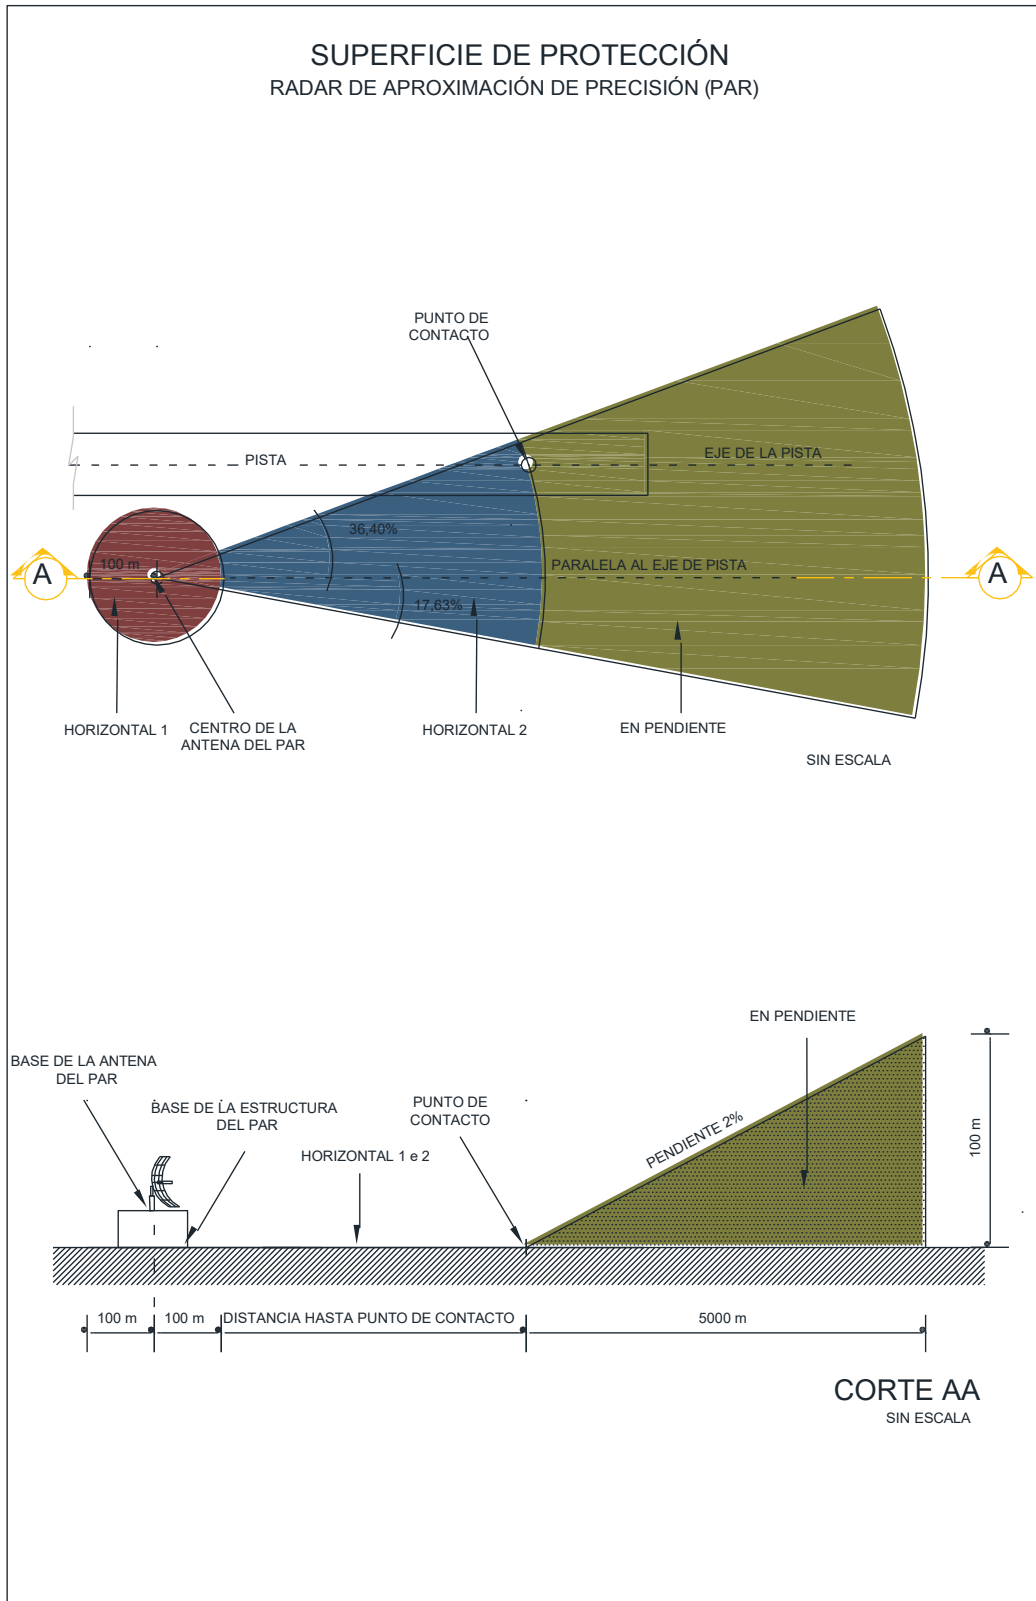 SUPERFICIE DE PROTECCIÓN
RADAR DE APROXIMACIÓN DE PRECISIÓN (PAR)
PUNTO DE
CONTACTO
PISTA
EJE DE LA PISTA
36,40%
100 m
PARALELA AL EJE DE PISTA
A
A
17,63%
HORIZONTAL 1
CENTRO DE LA
ANTENA DEL PAR
HORIZONTAL 2
EN PENDIENTE
SIN ESCALA
EN PENDIENTE
BASE DE LA ANTENA
DEL PAR
BASE DE LA ESTRUCTURA
DEL PAR
PUNTO DE
CONTACTO
HORIZONTAL 1 e 2
PENDIENTE 2%
100 m
100 m
100 m
DISTANCIA HASTA PUNTO DE CONTACTO
5000 m
CORTE AA
SIN ESCALA